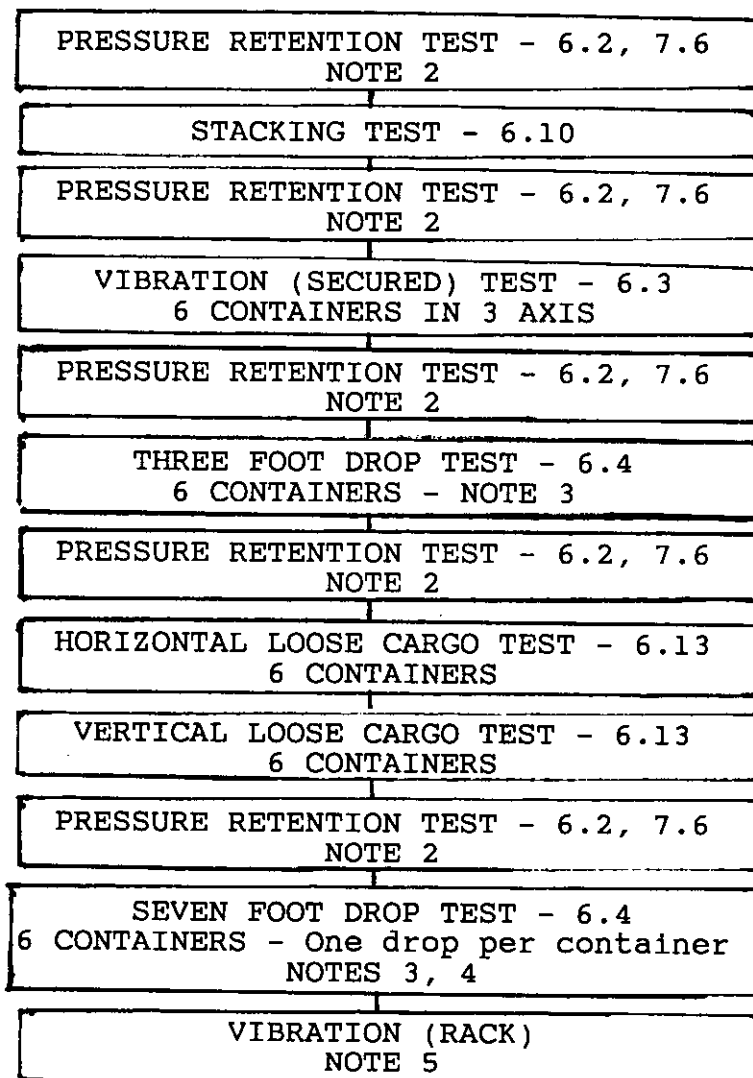 PRESSURE RETENTION TEST - 6.2, 7.6
NOTE 2
STACKING TEST - 6.10
PRESSURE RETENTION TEST - 6.2, 7.6
NOTE 2
VIBRATION (SECURED) TEST - 6.3
6 CONTAINERS IN 3 AXIS
PRESSURE RETENTION TEST - 6.2, 7.6
NOTE 2
THREE FOOT DROP TEST - 6.4
6 CONTAINERS - NOTE 3
PRESSURE RETENTION TEST - 6.2, 7.6
NOTE 2
HORIZONTAL LOOSE CARGO TEST - 6.13
6 CONTAINERS
VERTICAL LOOSE CARGO TEST - 6.13
6 CONTAINERS
PRESSURE RETENTION TEST - 6.2, 7.6
NOTE 2
SEVEN FOOT DROP TEST - 6.4
6 CONTAINERS - One drop per container
NOTES 3, 4
VIBRATION (RACK)
NOTE 5